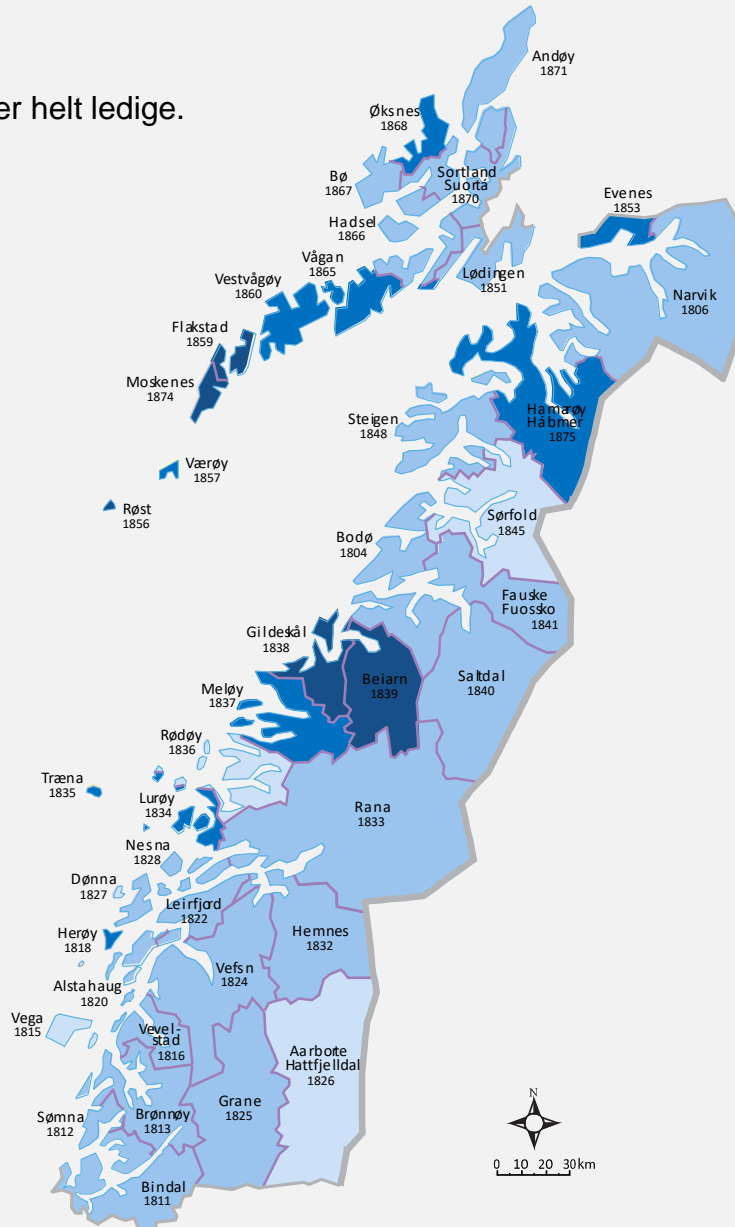 er helt ledige.
Andøy
1871
Øksnes
1868
Bø
1867
Sortland
Suortá
1870
Evenes
1853
Hadsel
1866
Vågan
1865
Lødingen
1851
Vestvågøy
1860
Narvik
1806
Flakstad
1859
Moskenes
1874
Hamarøy
Hábmer
1875
Steigen
1848
Værøy
1857
Røst
1856
Sørfold
1845
Bodø
1804
Fauske
Fuossko
1841
Gildeskål
1838
Beiarn
1839
Saltdal
1840
Meløy
1837
Rødøy
1836
Træna
1835
Lurøy
1834
Rana
1833
Nesna
1828
Dønna
1827
Leirfjord
1822
Herøy
1818
Hemnes
1832
Vefsn
1824
Alstahaug
1820
Vega
1815
Vevel-
stad
1816
Aarborte
Hattfjelldal
1826
Grane
1825
Sømna
1812
Brønnøy
1813
Bindal
1811
N
0 10 20 30km